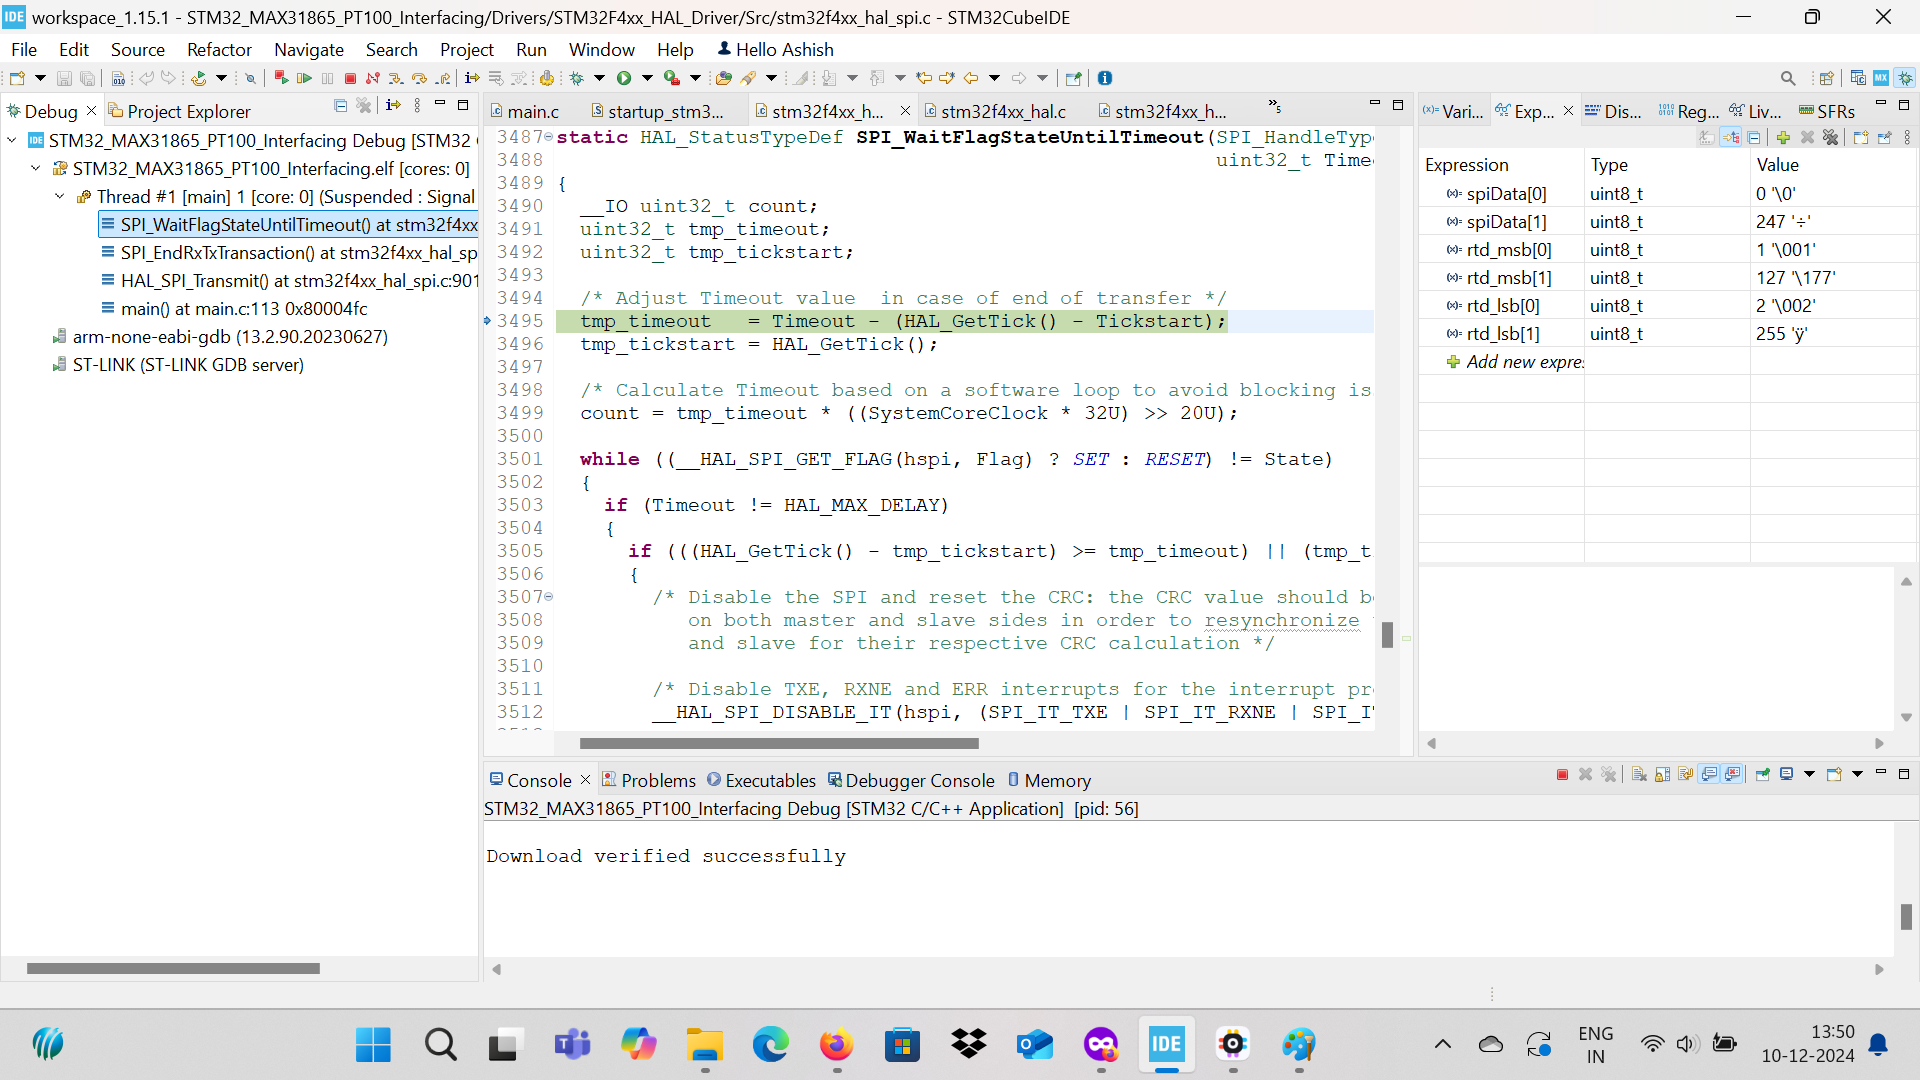 IDE workspace_1.15.1 - STM32_MAX31865_PT100_Interfacing/Drivers/STM32F4xx_HAL_Driver/Src/stm32f4xx_hal_spi.c - STM32CubeIDE
File Edit Source Refactor Navigate Search Project Run Window Help Hello Ashish
Debug Project Explorer
STM32_MAX31865_PT100_Interfacing Debug [STM32
STM32_MAX31865_PT100_Interfacing.elf [cores: 0]
Thread #1 [main] 1 [core: 0] (Suspended : Signal
SPI_WaitFlagStateUntilTimeout() at stm32f4xx
SPI_EndRxTxTransaction() at stm32f4xx_hal_sp
HAL_SPI_Transmit() at stm32f4xx_hal_spi.c:901
main() at main.c:113 0x80004fc
arm-none-eabi-gdb (13.2.90.20230627)
ST-LINK (ST-LINK GDB server)
main.c startup_stm3... stm32f4xx_h... stm32f4xx_hal.c stm32f4xx_h... »5
3487 static HAL_StatusTypeDef SPI_WaitFlagStateUntilTimeout(SPI_HandleTyp
3488 uint32_t Time
3489 {
3490 __IO uint32_t count;
3491 uint32_t tmp_timeout;
3492 uint32_t tmp_tickstart;
3493
3494 /* Adjust Timeout value  in case of end of transfer */
3495 tmp_timeout   = Timeout - (HAL_GetTick() - Tickstart);
3496 tmp_tickstart = HAL_GetTick();
3497
3498 /* Calculate Timeout based on a software loop to avoid blocking is
3499 count = tmp_timeout * ((SystemCoreClock * 32U) >> 20U);
3500
3501 while ((__HAL_SPI_GET_FLAG(hspi, Flag) ? SET : RESET) != State)
3502 {
3503 if (Timeout != HAL_MAX_DELAY)
3504 {
3505 if (((HAL_GetTick() - tmp_tickstart) >= tmp_timeout) || (tmp_t
3506 {
3507 /* Disable the SPI and reset the CRC: the CRC value should b
3508 on both master and slave sides in order to resynchronize
3509 and slave for their respective CRC calculation */
3510
3511 /* Disable TXE, RXNE and ERR interrupts for the interrupt pr
3512 __HAL_SPI_DISABLE_IT(hspi, (SPI_IT_TXE | SPI_IT_RXNE | SPI_I
Vari... Exp... Dis... Reg... Liv... SFRs
Expression Type Value
spiData[0] uint8_t 0 '\0'
spiData[1] uint8_t 247 '÷'
rtd_msb[0] uint8_t 1 '\001'
rtd_msb[1] uint8_t 127 '\177'
rtd_lsb[0] uint8_t 2 '\002'
rtd_lsb[1] uint8_t 255 'ÿ'
Add new expre
Console Problems Executables Debugger Console Memory
STM32_MAX31865_PT100_Interfacing Debug [STM32 C/C++ Application]  [pid: 56]
Download verified successfully
IDE
ENG
IN
13:50
10-12-2024